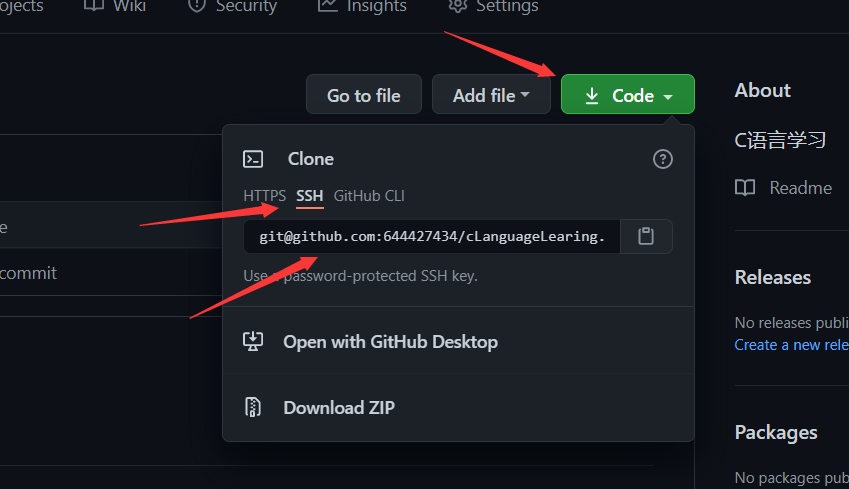 ojects Wiki Security Insights Settings
Go to file Add file Code
About
C语言学习
Clone
HTTPS SSH GitHub CLI
Readme
e
git@github.com:644427434/cLanguageLearing.
commit
Use a password-protected SSH key.
Releases
No releases publi
Create a new rele
Open with GitHub Desktop
Download ZIP
Packages
No packages pub